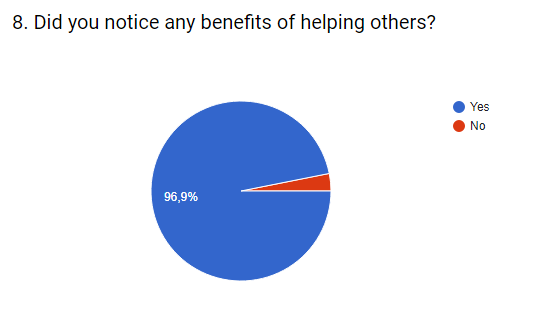 8. Did you notice any benefits of helping others?
Yes
No
96,9%